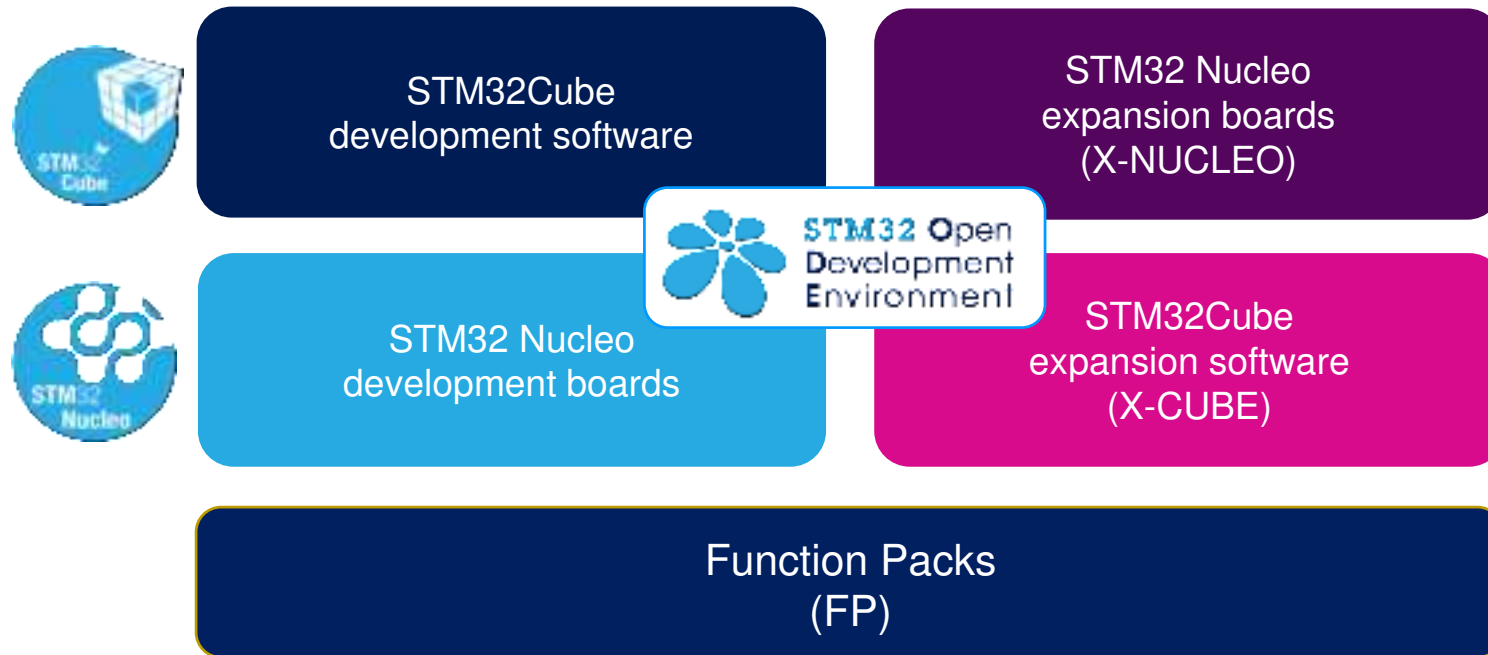 STM32
Cube
STM32Cube
development software
STM32 Nucleo
expansion boards
(X-NUCLEO)
STM32 Open
Development
Environment
STM32
Nucleo
STM32 Nucleo
development boards
STM32Cube
expansion software
(X-CUBE)
Function Packs
(FP)